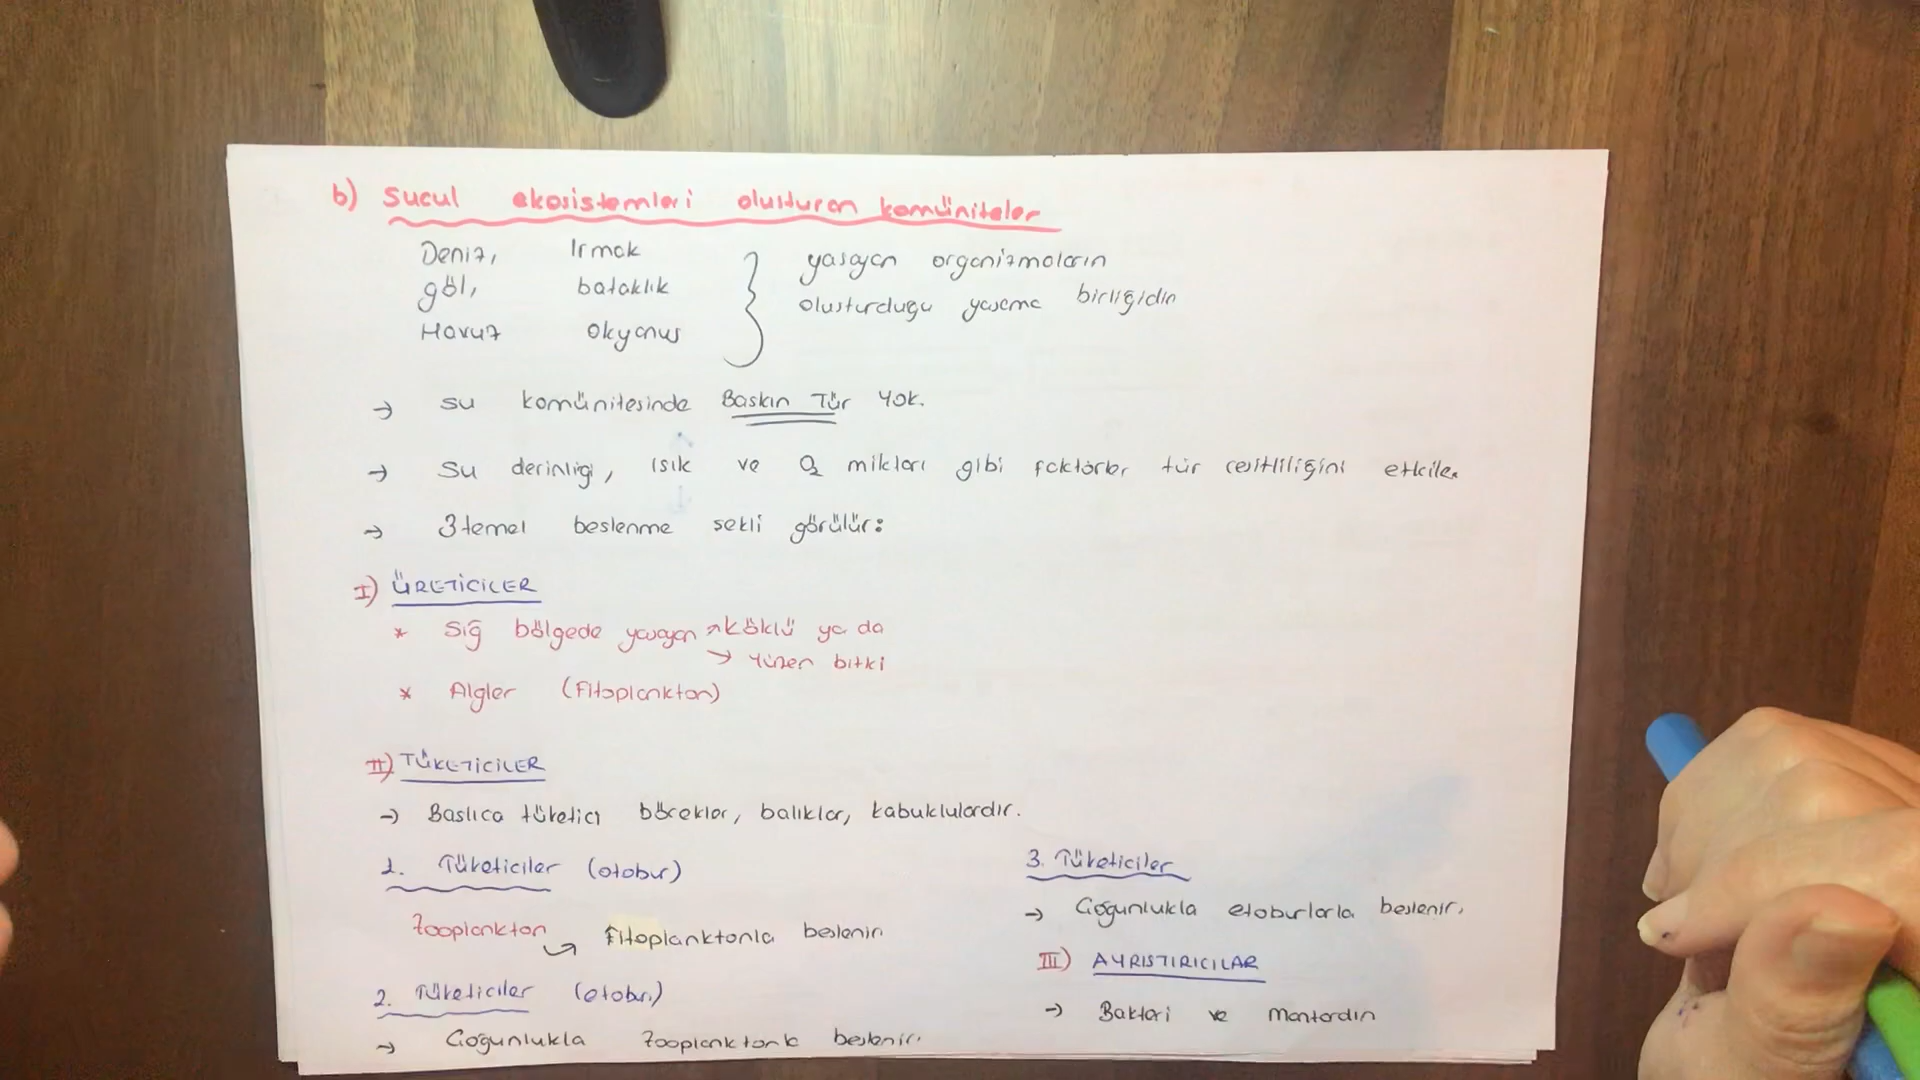 b) Sucul ekosistemleri oluşturan komüniteler
Deniz, Irmak
göl, bataklık
Havuz okyanus
yaşayan organizmaların
oluşturduğu yaşama birliğidir
→ su komünitesinde Baskın Tür yok.
→ Su derinliği, ışık ve O2 miktarı gibi faktörler tür çeşitliliğini etkiler
→ 3 temel beslenme şekli görülür:
I) ÜRETİCİLER
* Sığ bölgede yaşayan → köklü ya da
→ yüzen bitki
* Algler (Fitoplankton)
II) TÜKETİCİLER
→ Başlıca tüketici böcekler, balıklar, kabuklulardır.
1. Tüketiciler (otobur)
Zooplankton → fitoplanktonla beslenir
2. Tüketiciler (etobur)
→ Çoğunlukla zooplanktonla beslenir.
3. Tüketiciler
→ Çoğunlukla etoburlarla beslenir.
III) AYRIŞTIRICILAR
→ Bakteri ve Mantardır